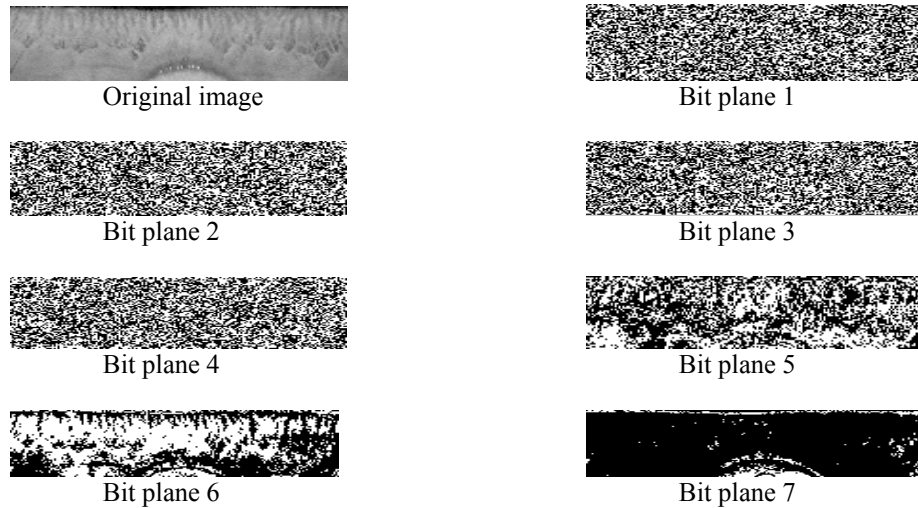 Original image
Bit plane 1
Bit plane 2
Bit plane 3
Bit plane 4
Bit plane 5
Bit plane 6
Bit plane 7